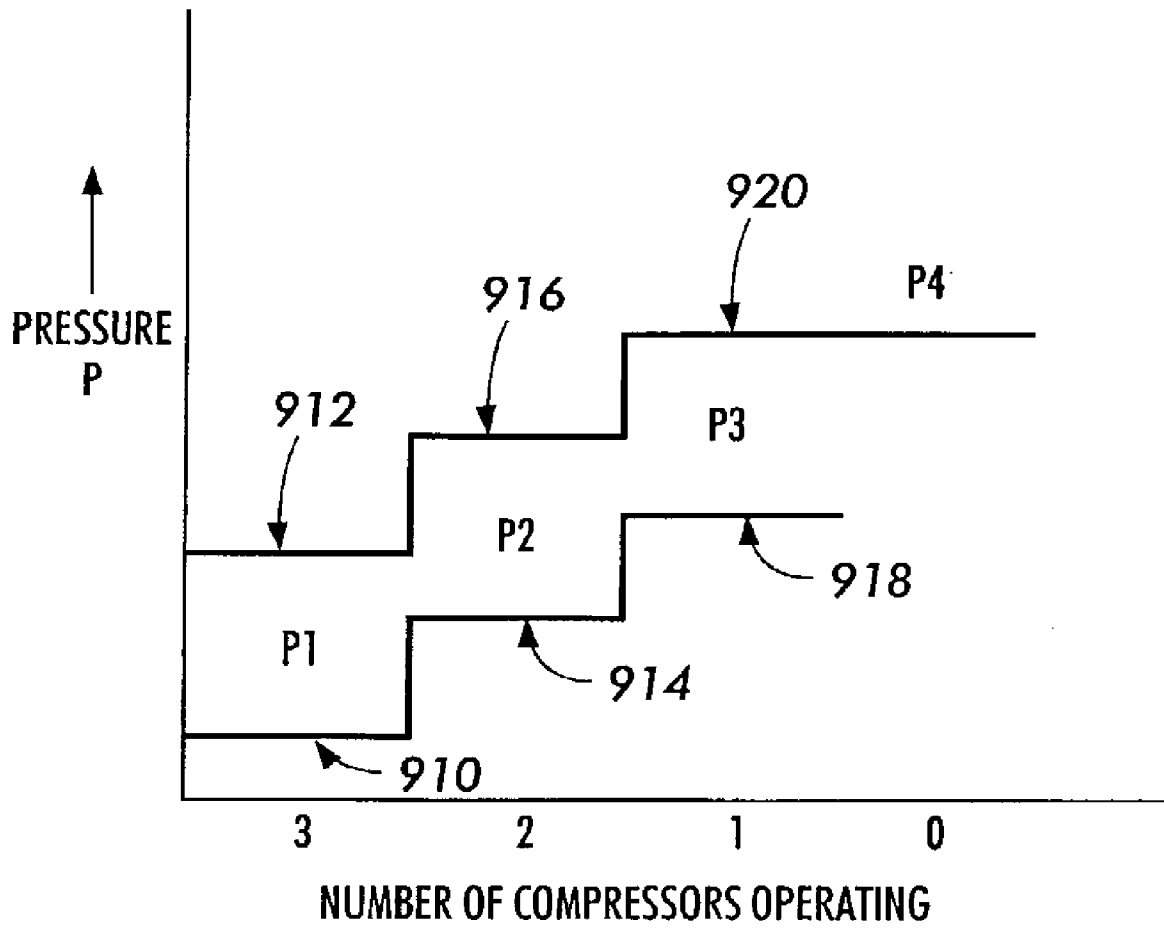 920
P4
916
PRESSURE
P
912
P3
P2
918
P1
914
910
3 2 1 0
NUMBER OF COMPRESSORS OPERATING